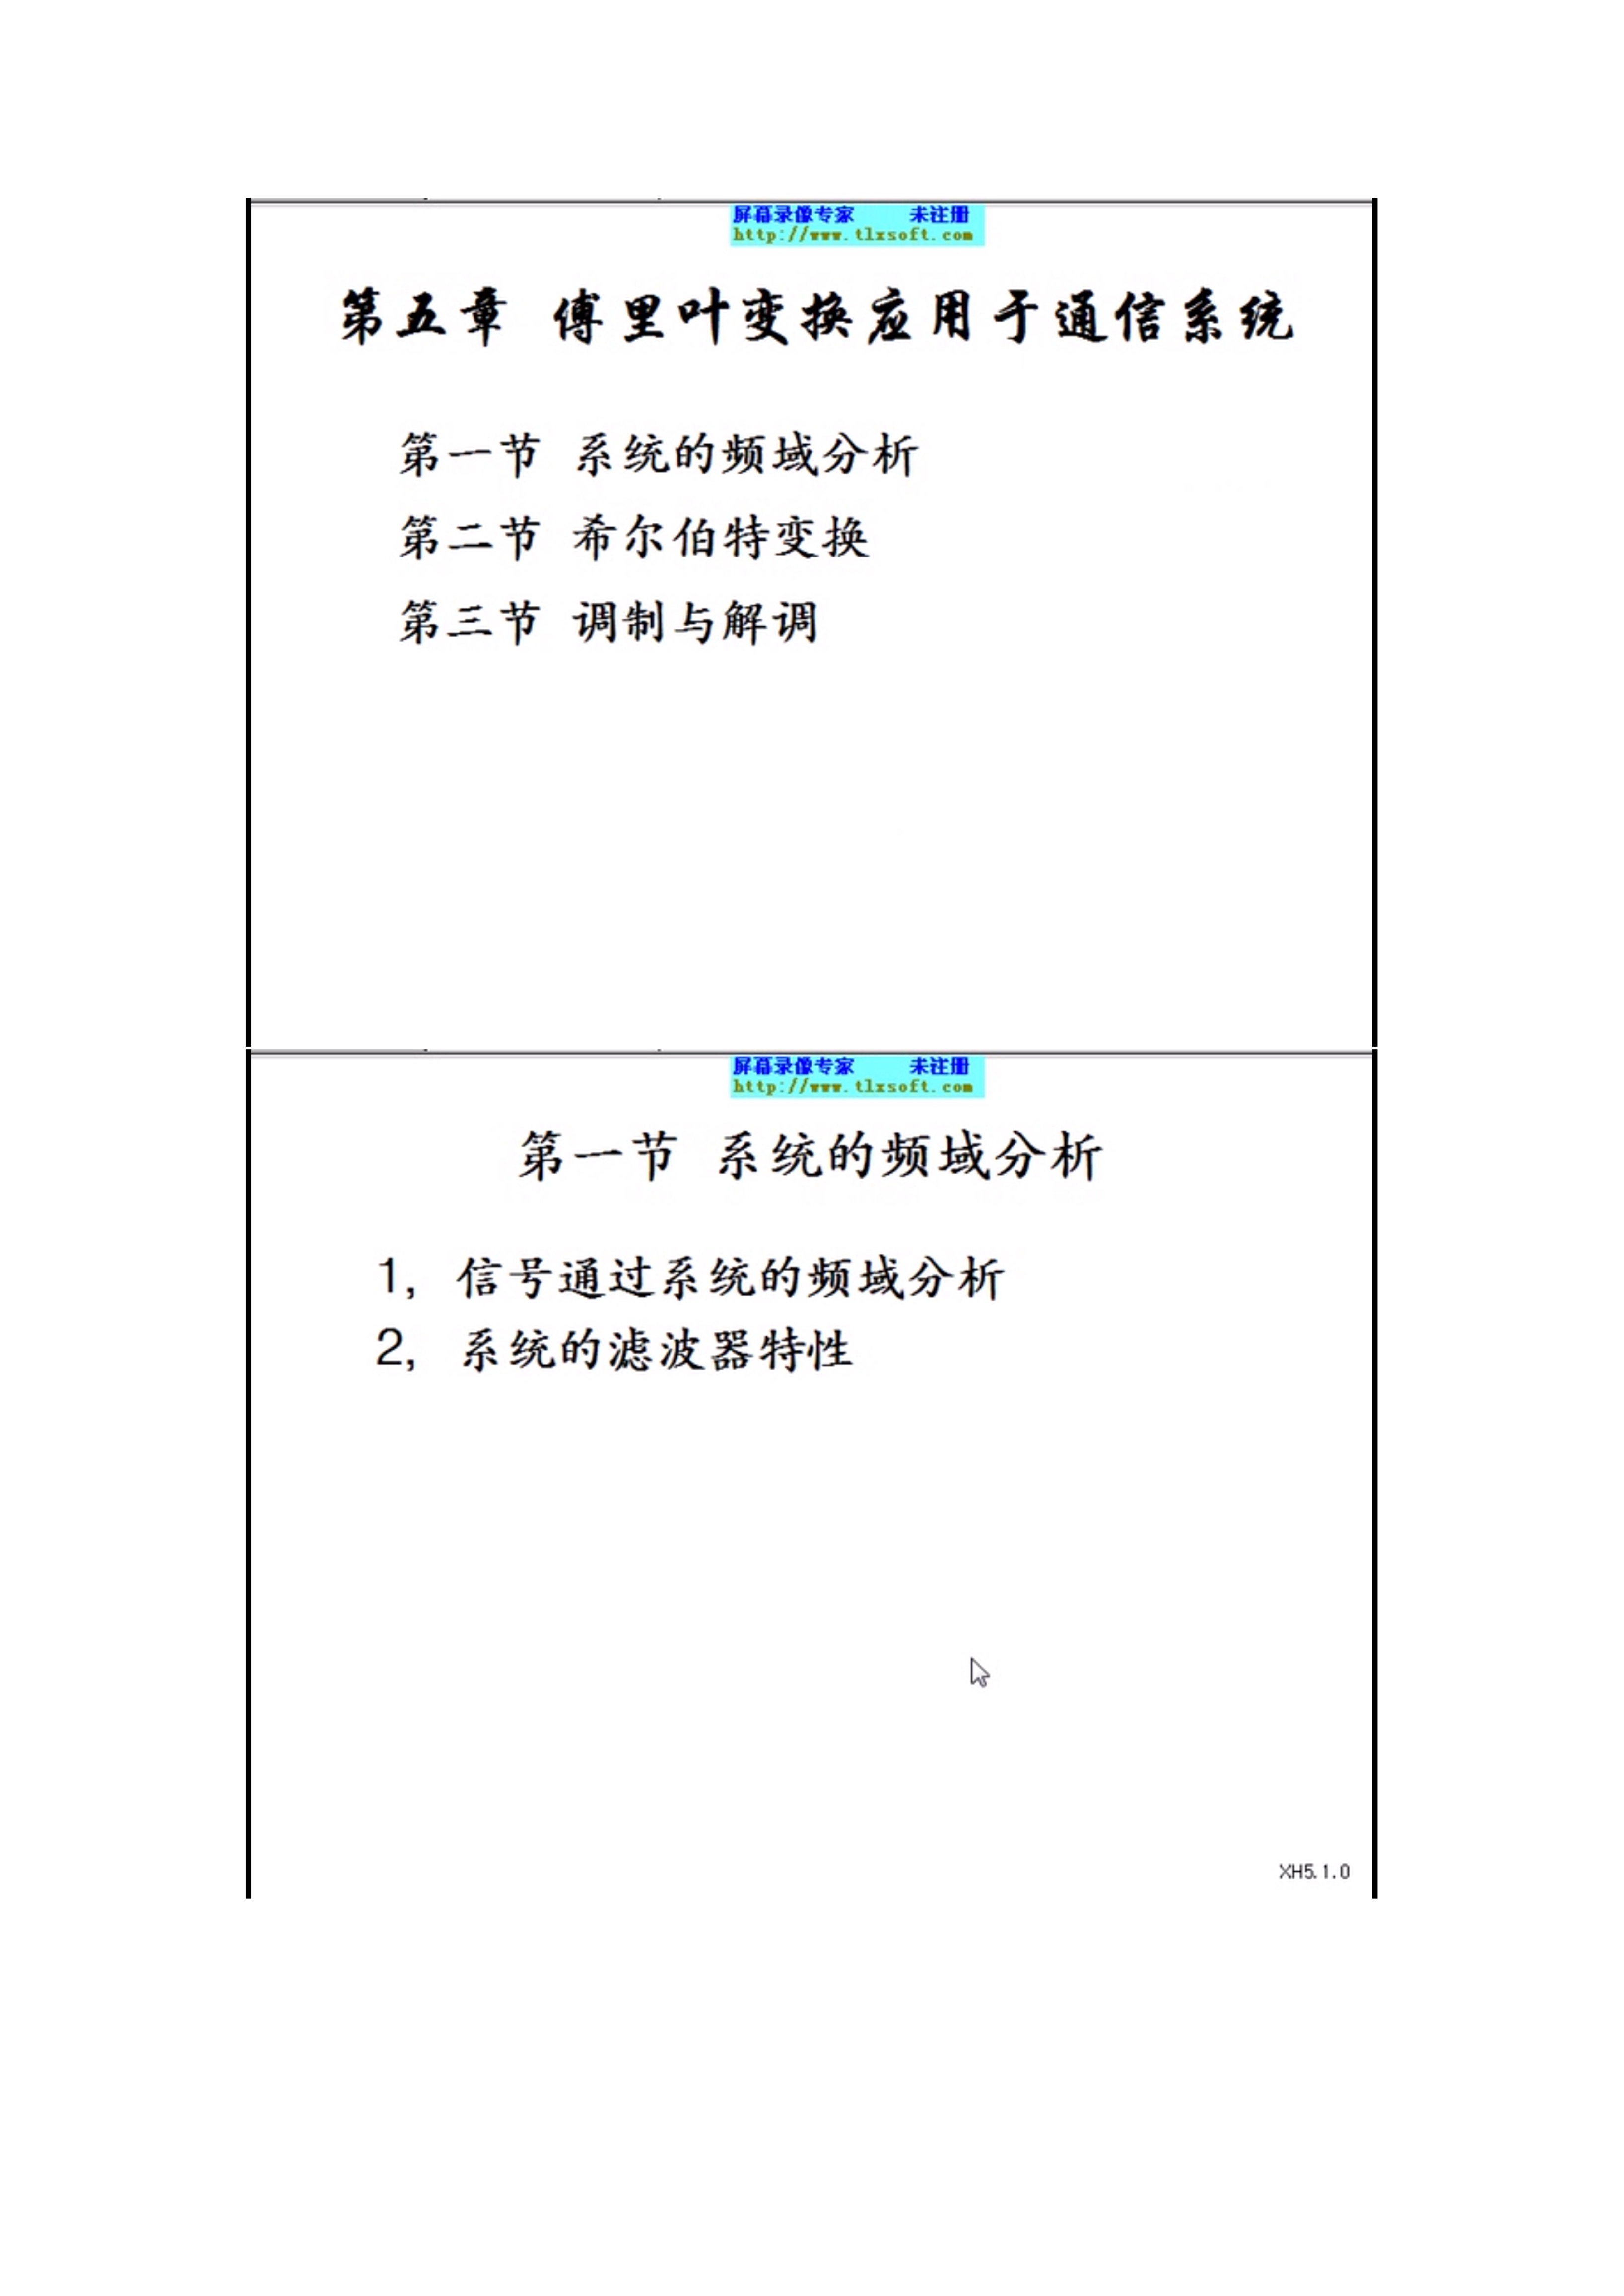 屏幕录像专家 未注册
http://www.tlxsoft.com
第五章 傅里叶变换应用于通信系统
第一节 系统的频域分析
第二节 希尔伯特变换
第三节 调制与解调
屏幕录像专家 未注册
http://www.tlxsoft.com
第一节 系统的频域分析
1, 信号通过系统的频域分析
2, 系统的滤波器特性
XH5.1.0